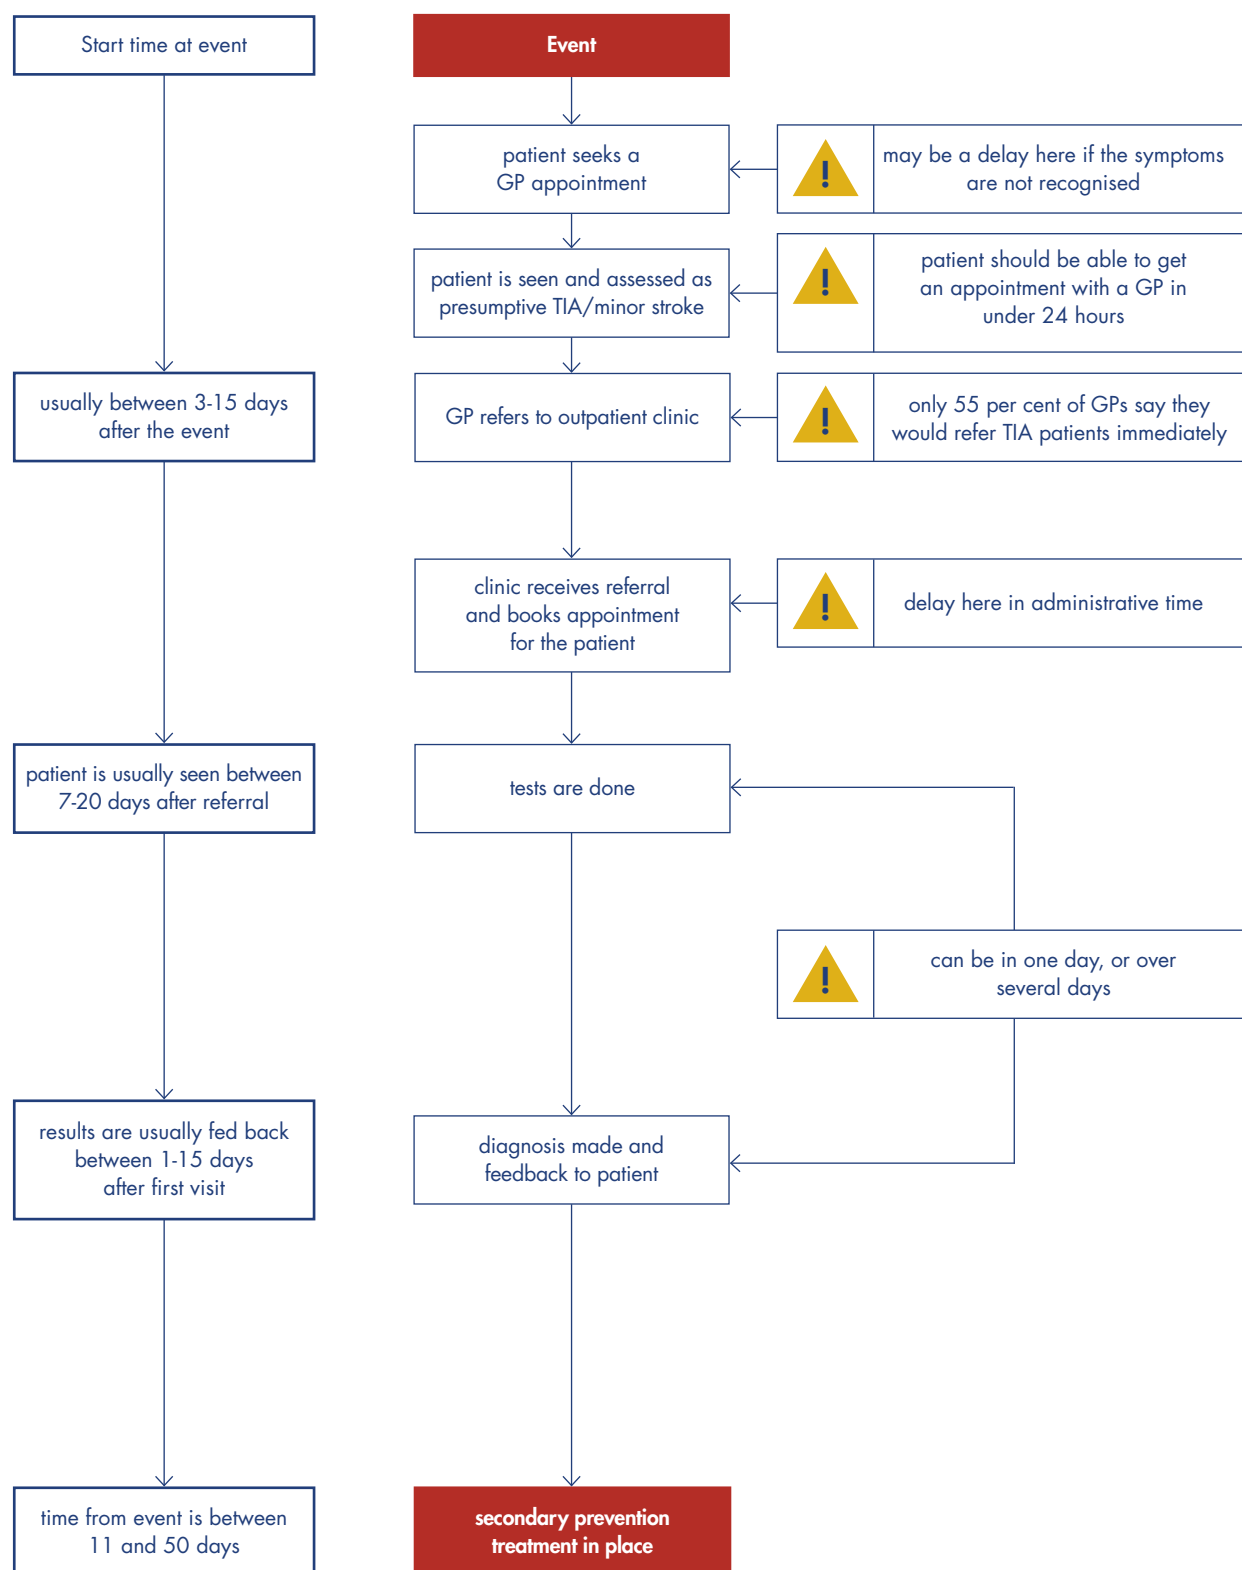 Start time at event
Event
patient seeks a
GP appointment
!
may be a delay here if the symptoms
are not recognised
patient is seen and assessed as
presumptive TIA/minor stroke
!
patient should be able to get
an appointment with a GP in
under 24 hours
usually between 3-15 days
after the event
GP refers to outpatient clinic
!
only 55 per cent of GPs say they
would refer TIA patients immediately
clinic receives referral
and books appointment
for the patient
!
delay here in administrative time
patient is usually seen between
7-20 days after referral
tests are done
!
can be in one day, or over
several days
results are usually fed back
between 1-15 days
after first visit
diagnosis made and
feedback to patient
time from event is between
11 and 50 days
secondary prevention
treatment in place